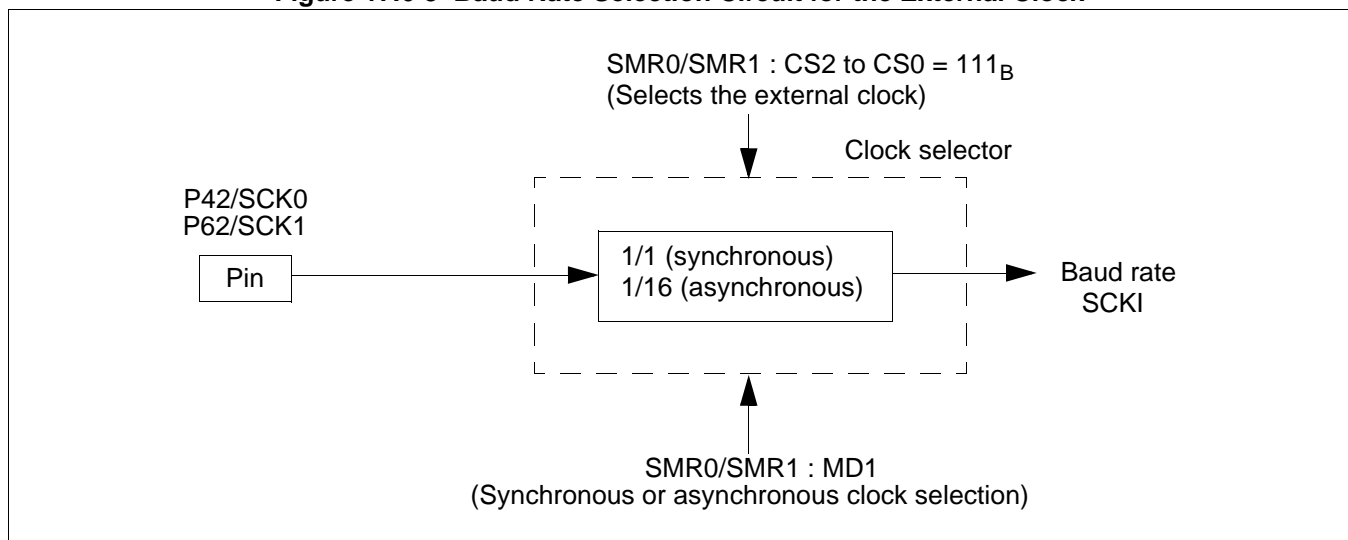 SMR0/SMR1 : CS2 to CS0 = 111B
(Selects the external clock)
Clock selector
P42/SCK0
P62/SCK1
Pin
1/1 (synchronous)
1/16 (asynchronous)
Baud rate
SCKI
SMR0/SMR1 : MD1
(Synchronous or asynchronous clock selection)